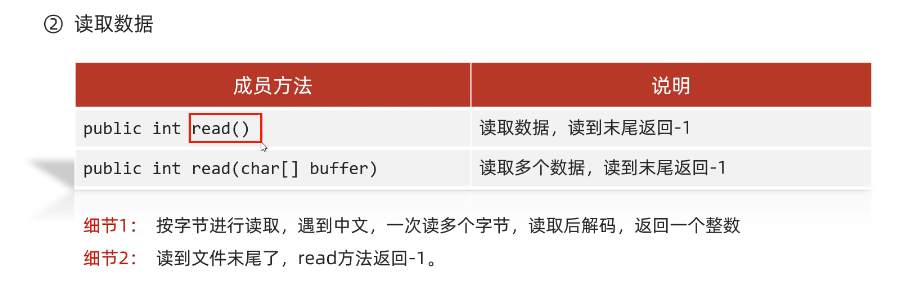 ② 读取数据
成员方法 说明
public int read() 读取数据，读到末尾返回-1
public int read(char[] buffer) 读取多个数据，读到末尾返回-1
细节1： 按字节进行读取，遇到中文，一次读多个字节，读取后解码，返回一个整数
细节2： 读到文件末尾了，read方法返回-1。